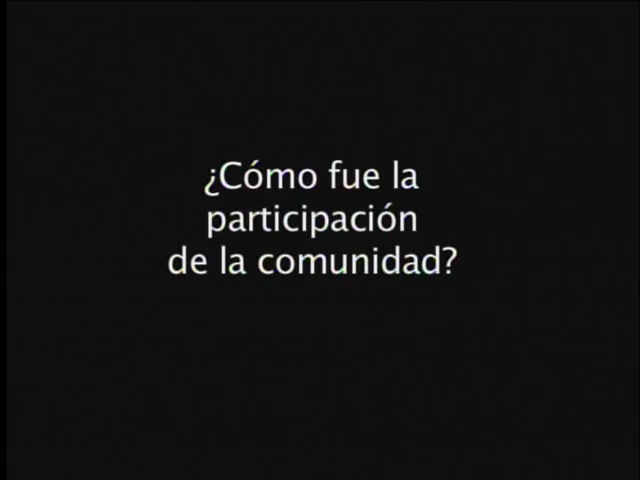 ¿Cómo fue la
participación
de la comunidad?